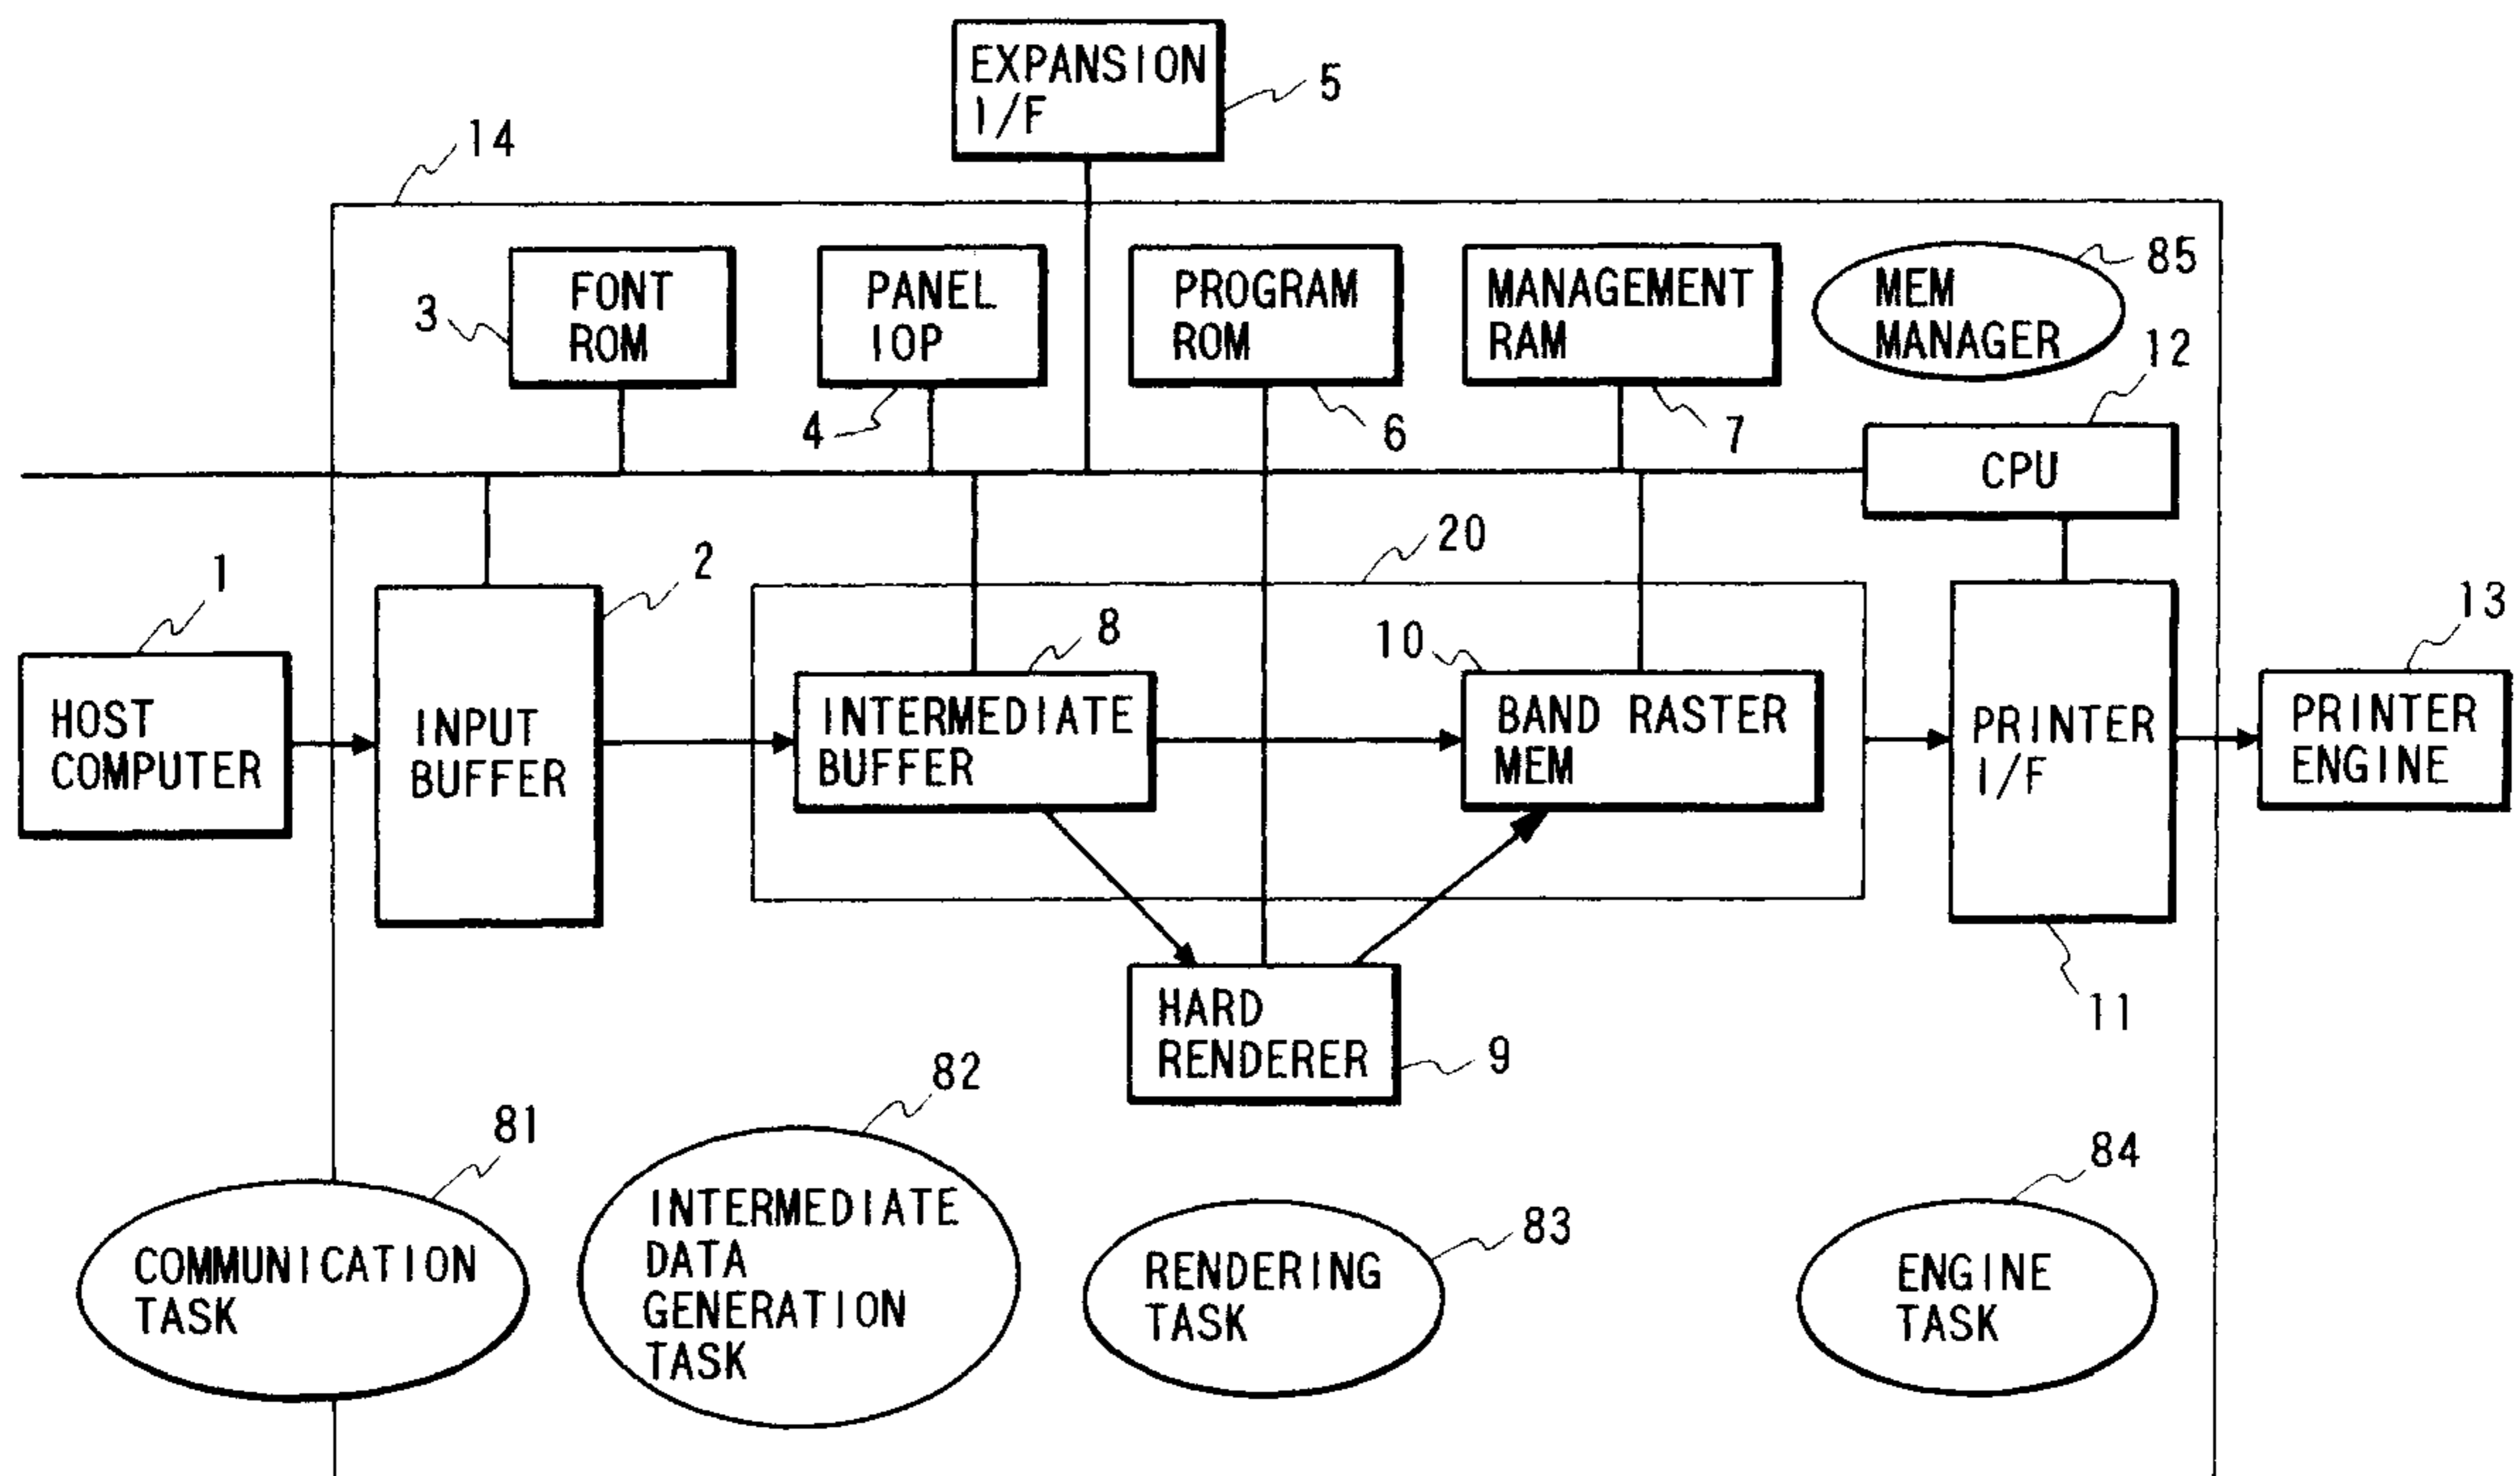 EXPANSION
I/F
5
14
FONT
ROM
3
PANEL
IOP
4
PROGRAM
ROM
6
MANAGEMENT
RAM
7
MEM
MANAGER
85
12
CPU
20
1
HOST
COMPUTER
2
INPUT
BUFFER
8
INTERMEDIATE
BUFFER
10
BAND RASTER
MEM
PRINTER
I/F
11
13
PRINTER
ENGINE
HARD
RENDERER
9
81
COMMUNICATION
TASK
82
INTERMEDIATE
DATA
GENERATION
TASK
RENDERING
TASK
83
84
ENGINE
TASK